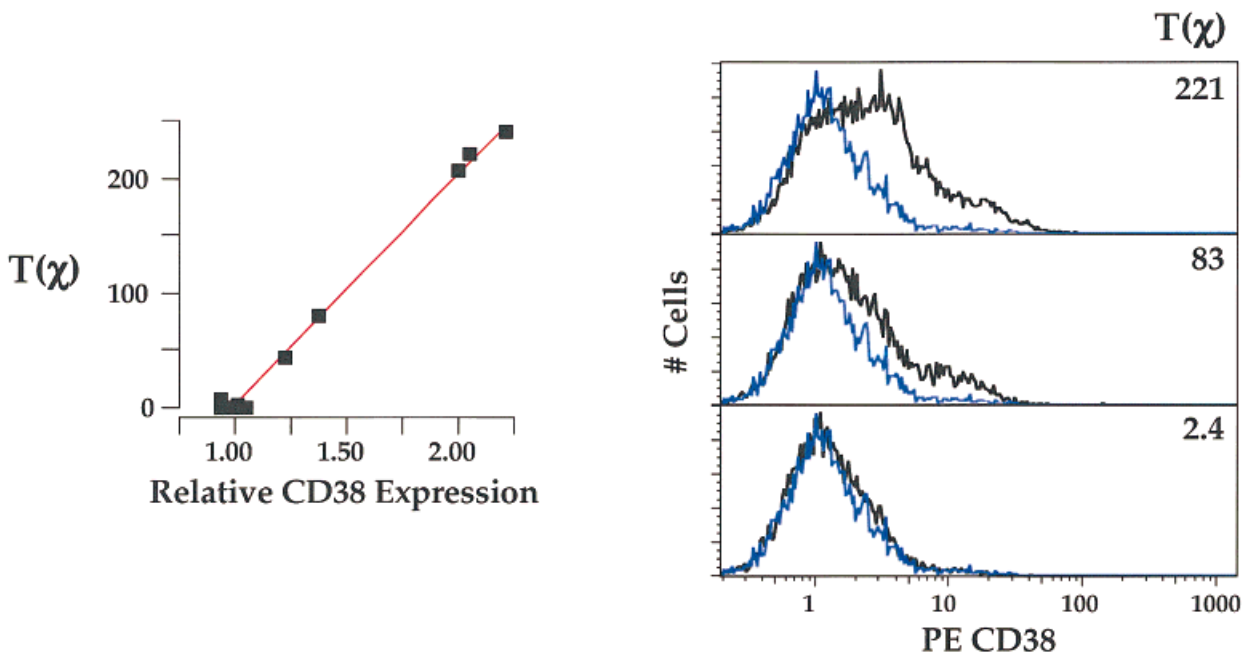 T(χ)
200
100
0
1.00 1.50 2.00
Relative CD38 Expression
T(χ)
221
83
2.4
# Cells
1 10 100 1000
PE CD38